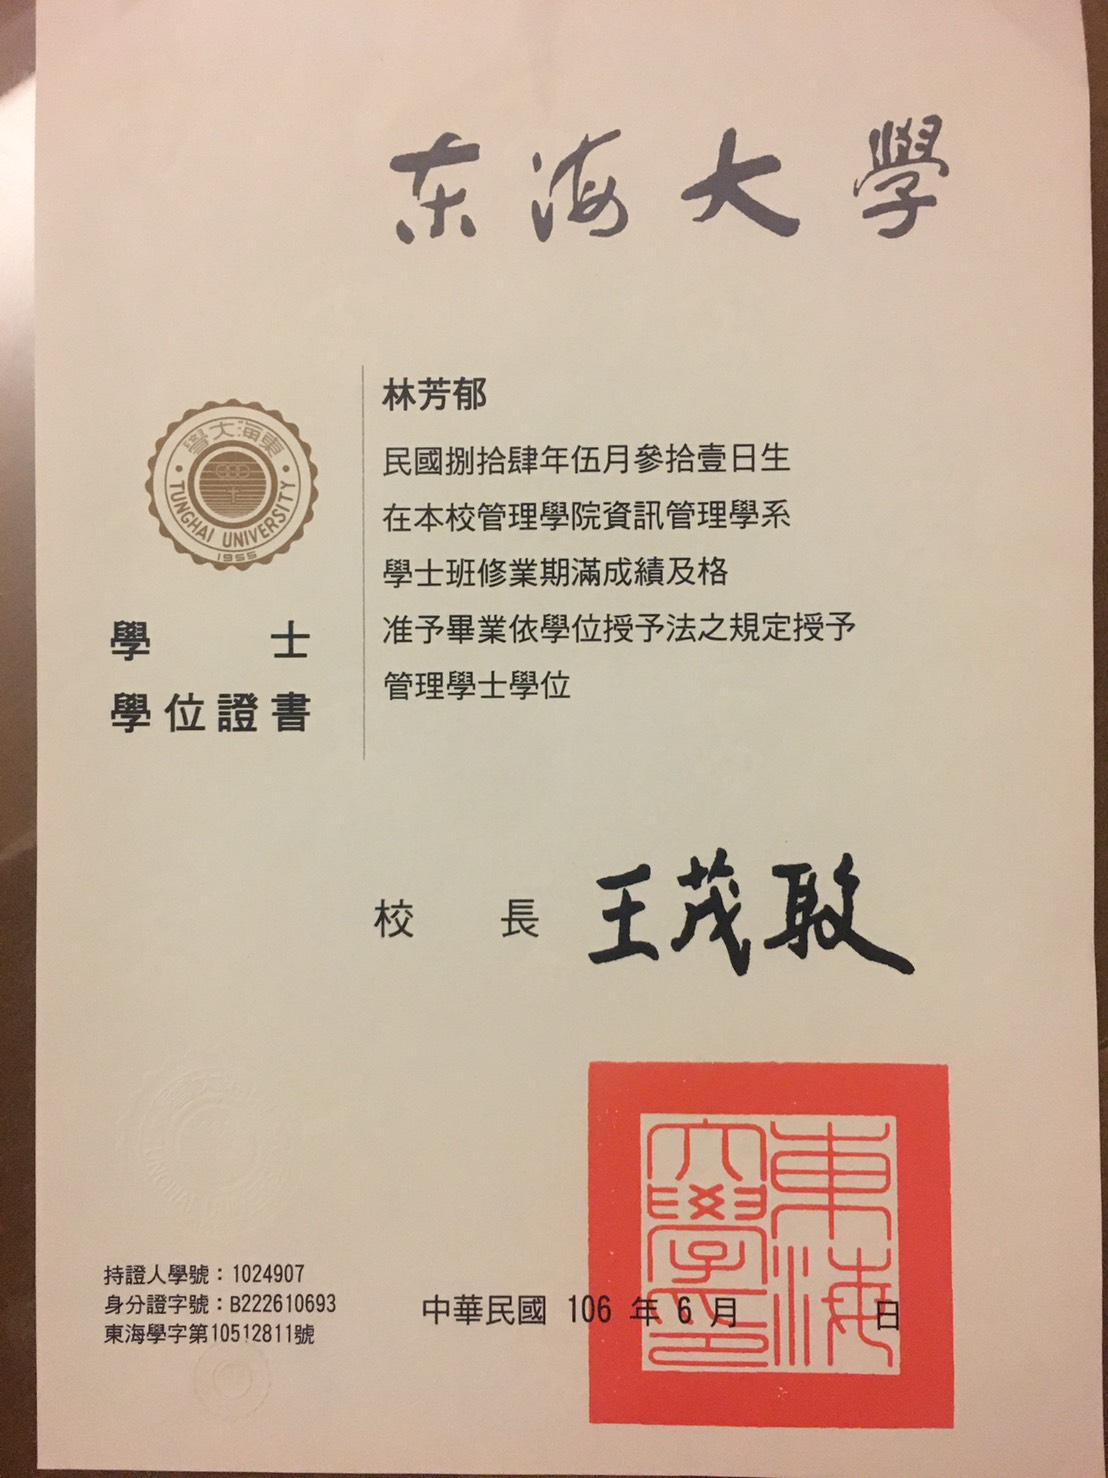 东海大學
林芳郁
民國捌拾肆年伍月參拾壹日生
在本校管理學院資訊管理學系
學士班修業期滿成績及格
准予畢業依學位授予法之規定授予
管理學士學位
東海大學
TUNGHAI UNIVERSITY
1955
學士
學位證書
校長 王茂駿
東海大學印
持證人學號：1024907
身分證字號：B222610693
東海學字第10512811號
中華民國 106 年 6 月 日